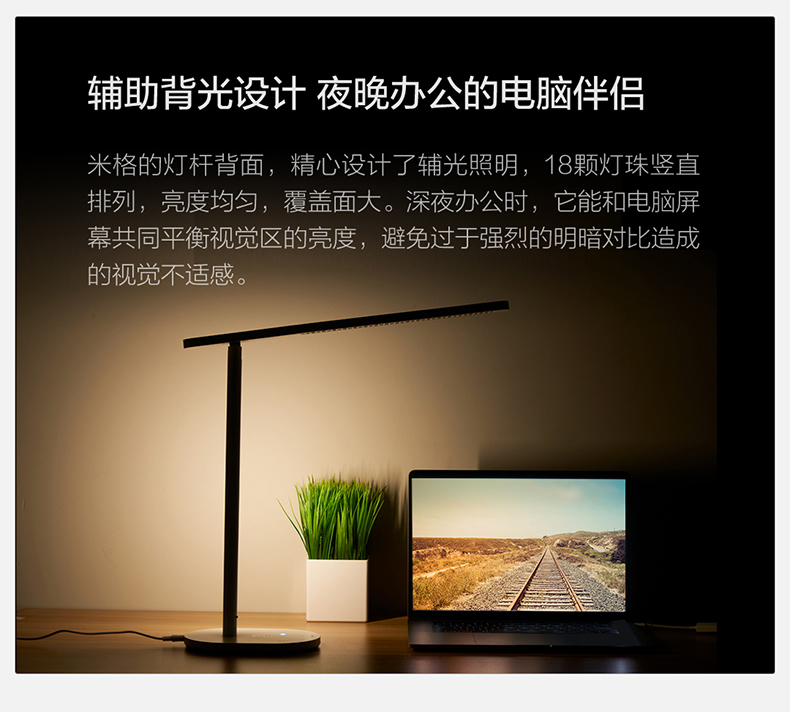 辅助背光设计 夜晚办公的电脑伴侣
米格的灯杆背面，精心设计了辅光照明，18颗灯珠竖直
排列，亮度均匀，覆盖面大。深夜办公时，它能和电脑屏
幕共同平衡视觉区的亮度，避免过于强烈的明暗对比造成
的视觉不适感。